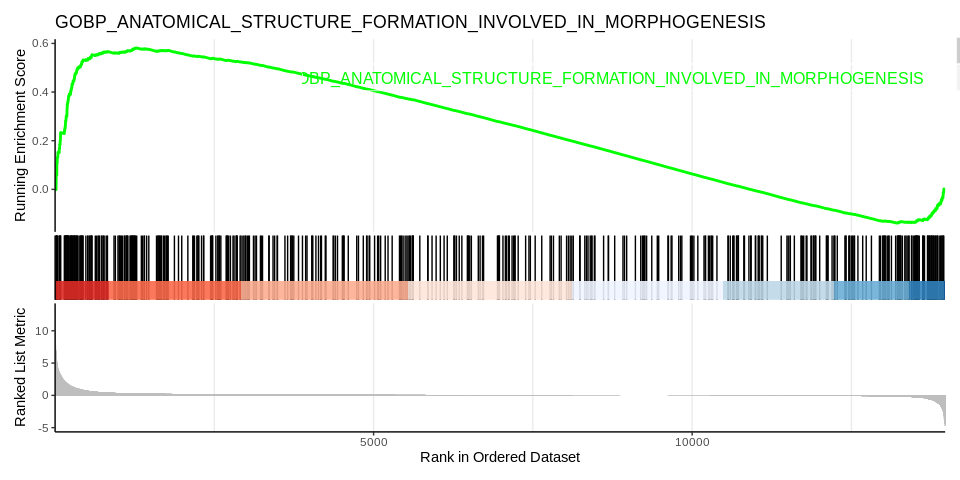 GOBP_ANATOMICAL_STRUCTURE_FORMATION_INVOLVED_IN_MORPHOGENESIS
Running Enrichment Score
0.6
0.4
0.2
0.0
BP_ANATOMICAL_STRUCTURE_FORMATION_INVOLVED_IN_MORPHOGENESIS
Ranked List Metric
10
5
0
-5
5000 10000
Rank in Ordered Dataset